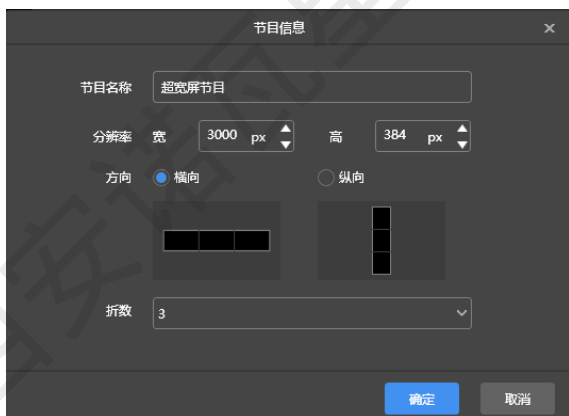 节目信息
节目名称 超宽屏节目
分辨率 宽 3000 px 高 384 px
方向 横向 纵向
折数 3
确定 取消